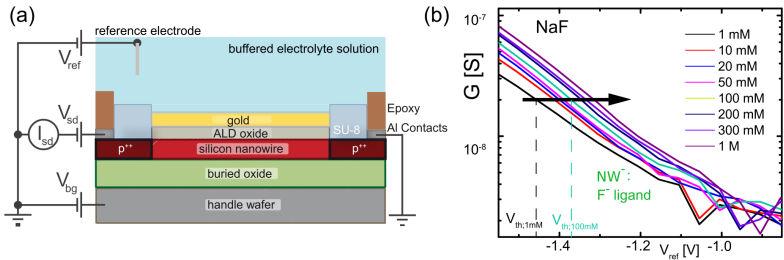 (a)
reference electrode
buffered electrolyte solution
V_ref
V_sd
I_sd
V_bg
Epoxy
Al Contacts
gold
ALD oxide
SU-8
p++
silicon nanowire
p++
buried oxide
handle wafer
(b)
G [S]
10^-7
10^-8
NaF
1 mM
10 mM
20 mM
50 mM
100 mM
200 mM
300 mM
1 M
NW^-:
F^- ligand
V_th;1mM
V_th;100mM
-1.4
-1.2
-1.0
V_ref [V]